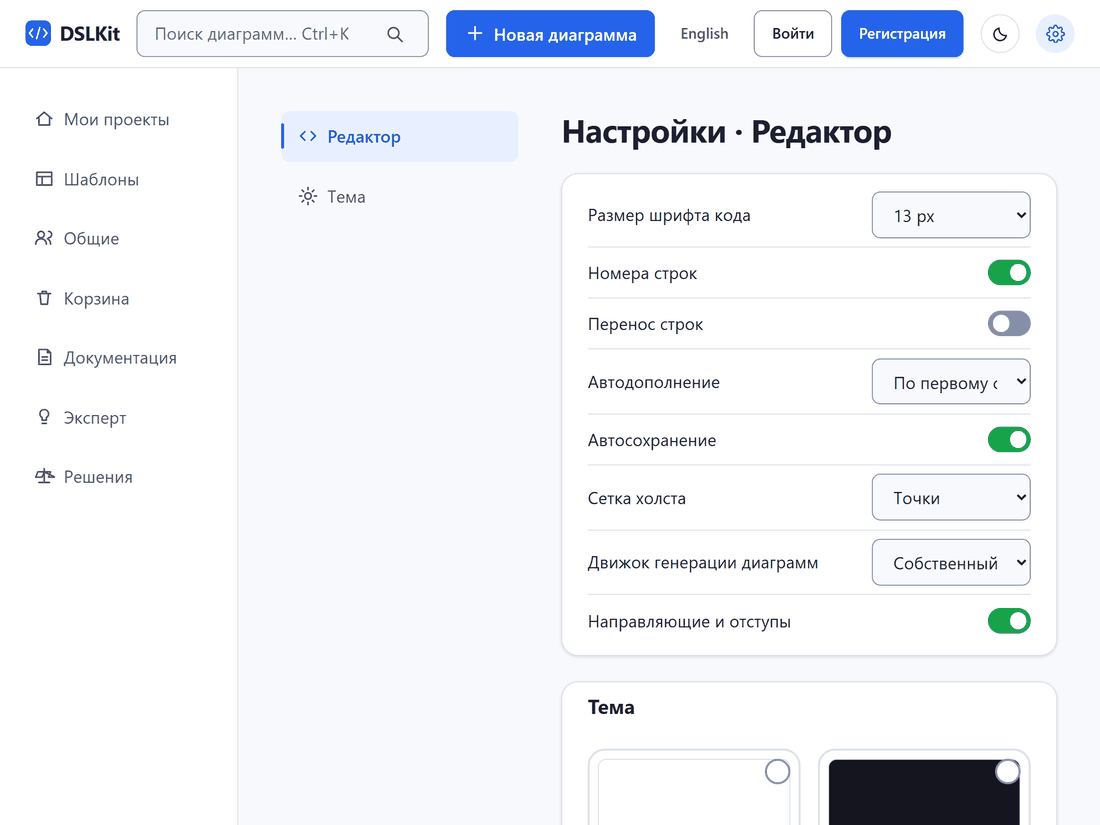 DSLKit
Поиск диаграмм... Ctrl+K
Новая диаграмма
English
Войти
Регистрация
Мои проекты
Шаблоны
Общие
Корзина
Документация
Эксперт
Решения
Редактор
Тема
Настройки · Редактор
Размер шрифта кода
13 px
Номера строк
Перенос строк
Автодополнение
По первому с
Автосохранение
Сетка холста
Точки
Движок генерации диаграмм
Собственный
Направляющие и отступы
Тема